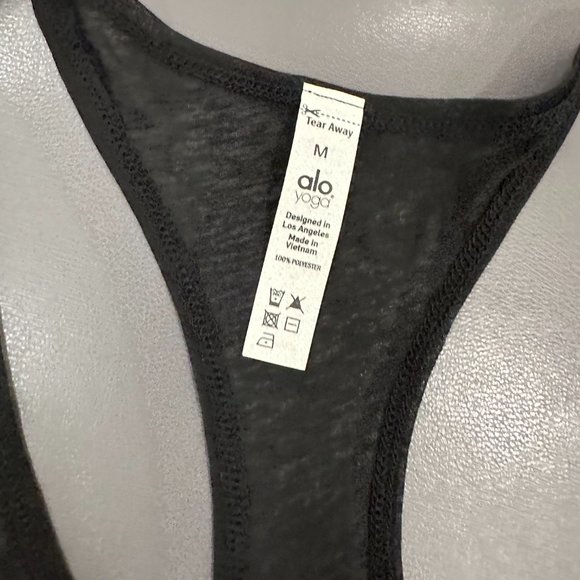 Tear Away
M
alo
yoga®
Designed in
Los Angeles
Made in
Vietnam
100% POLYESTER